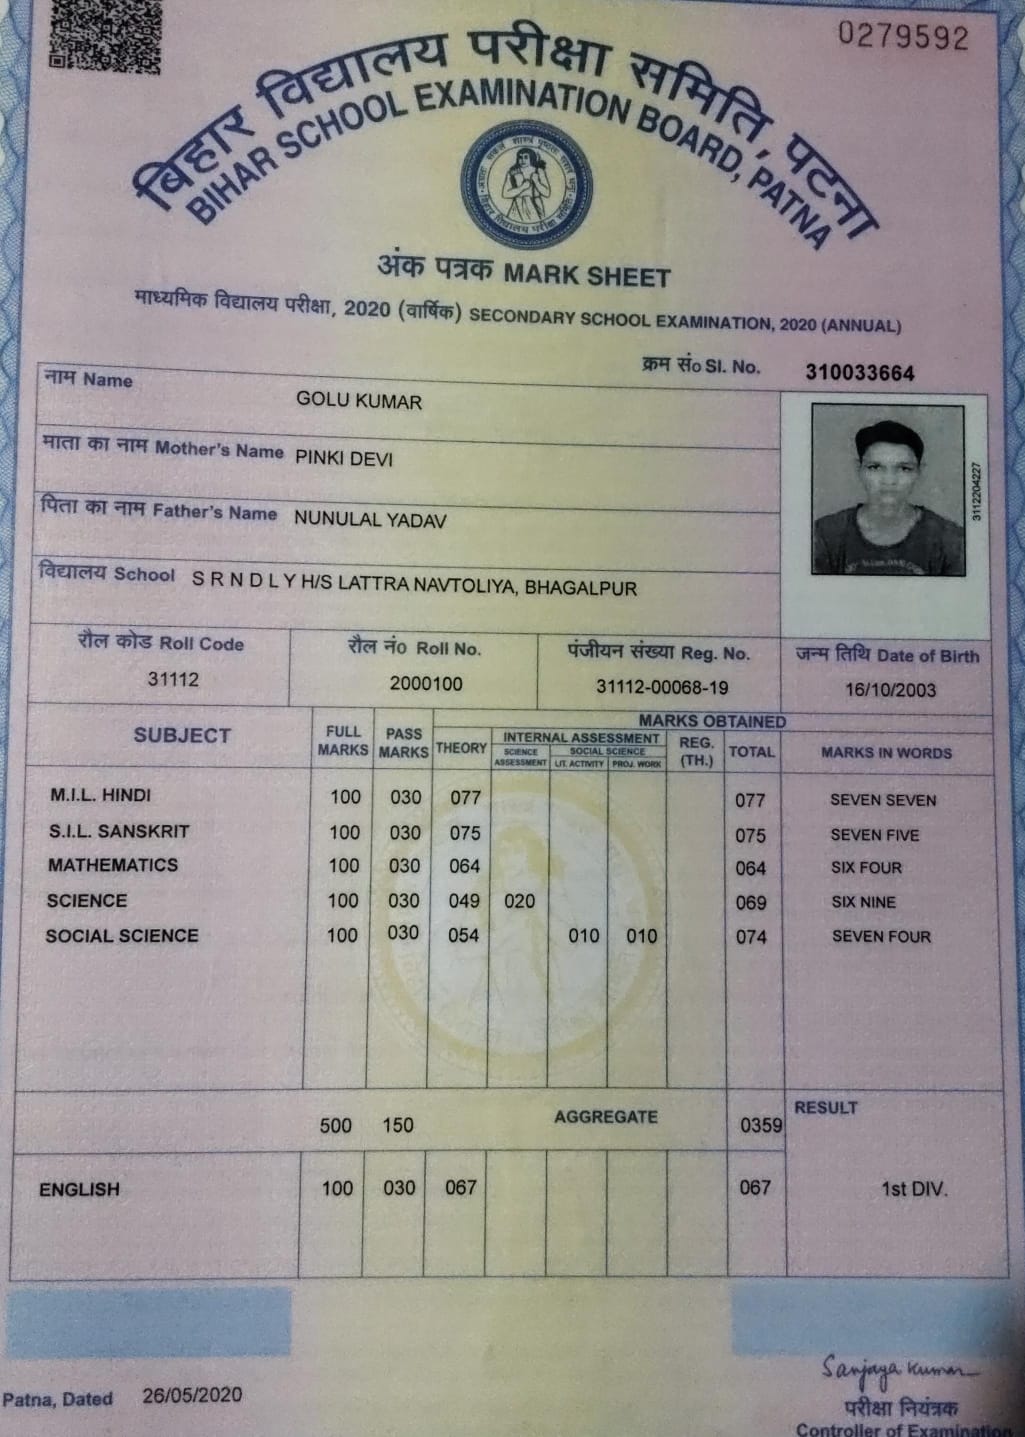 0279592
बिहार विद्यालय परीक्षा समिति, पटना
BIHAR SCHOOL EXAMINATION BOARD, PATNA
अंक पत्रक MARK SHEET
माध्यमिक विद्यालय परीक्षा, 2020 (वार्षिक) SECONDARY SCHOOL EXAMINATION, 2020 (ANNUAL)
क्रम सं० Sl. No. 310033664
नाम Name GOLU KUMAR
माता का नाम Mother's Name PINKI DEVI
पिता का नाम Father's Name NUNULAL YADAV
3112204227
विद्यालय School S R N D L Y H/S LATTRA NAVTOLIYA, BHAGALPUR
रौल कोड Roll Code रौल नं० Roll No. पंजीयन संख्या Reg. No. जन्म तिथि Date of Birth
31112 2000100 31112-00068-19 16/10/2003
SUBJECT FULL MARKS PASS MARKS MARKS OBTAINED
THEORY INTERNAL ASSESSMENT REG. (TH.) TOTAL MARKS IN WORDS
SCIENCE ASSESSMENT SOCIAL SCIENCE
LIT. ACTIVITY PROJ. WORK
M.I.L. HINDI 100 030 077 077 SEVEN SEVEN
S.I.L. SANSKRIT 100 030 075 075 SEVEN FIVE
MATHEMATICS 100 030 064 064 SIX FOUR
SCIENCE 100 030 049 020 069 SIX NINE
SOCIAL SCIENCE 100 030 054 010 010 074 SEVEN FOUR
500 150 AGGREGATE 0359 RESULT
ENGLISH 100 030 067 067 1st DIV.
Sanjaya Kumar
Patna, Dated 26/05/2020
परीक्षा नियंत्रक
Controller of Examination